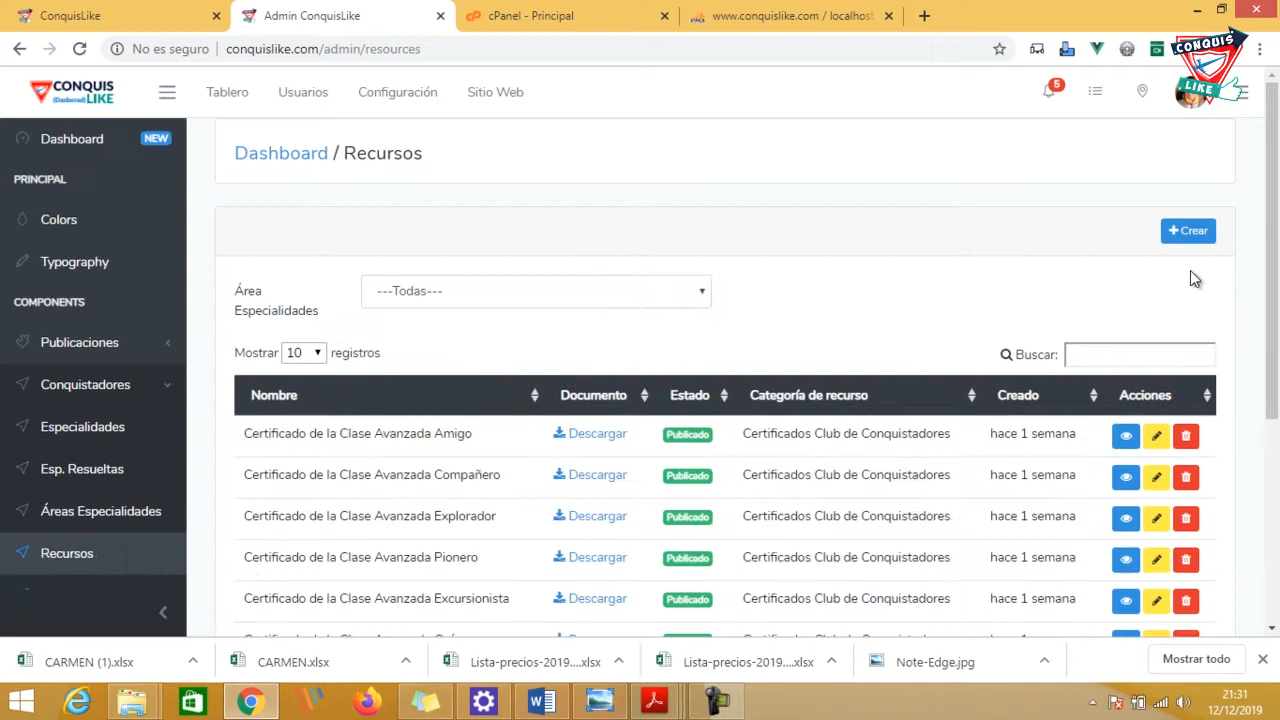 ConquisLike
Admin ConquisLike
cPanel - Principal
www.conquislike.com / localhost
No es seguro
conquislike.com/admin/resources
CONQUIS
LIKE
CONQUIS
(Dasborad) LIKE
Tablero
Usuarios
Configuración
Sitio Web
5
Dashboard
NEW
PRINCIPAL
Colors
Typography
COMPONENTS
Publicaciones
Conquistadores
Especialidades
Esp. Resueltas
Áreas Especialidades
Recursos
Dashboard / Recursos
Crear
Área
Especialidades
---Todas---
Mostrar 10 registros
Buscar:
Nombre Documento Estado Categoría de recurso Creado Acciones
Certificado de la Clase Avanzada Amigo Descargar Publicado Certificados Club de Conquistadores hace 1 semana
Certificado de la Clase Avanzada Compañero Descargar Publicado Certificados Club de Conquistadores hace 1 semana
Certificado de la Clase Avanzada Explorador Descargar Publicado Certificados Club de Conquistadores hace 1 semana
Certificado de la Clase Avanzada Pionero Descargar Publicado Certificados Club de Conquistadores hace 1 semana
Certificado de la Clase Avanzada Excursionista Descargar Publicado Certificados Club de Conquistadores hace 1 semana
CARMEN (1).xlsx
CARMEN.xlsx
Lista-precios-2019....xlsx
Lista-precios-2019....xlsx
Note-Edge.jpg
Mostrar todo
21:31
12/12/2019